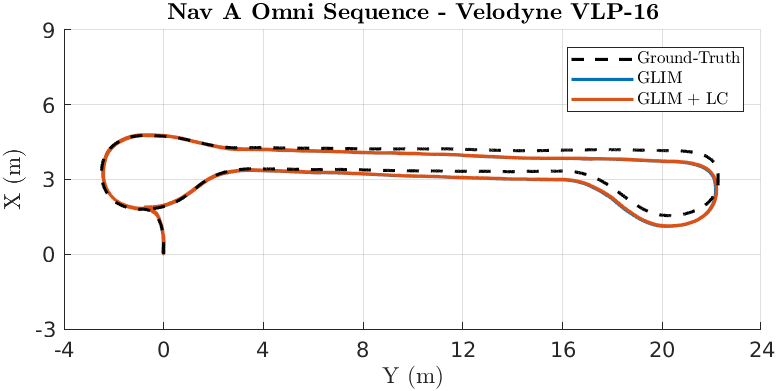 Nav A Omni Sequence - Velodyne VLP-16
9
6
3
0
-3
X (m)
Ground-Truth
GLIM
GLIM + LC
-4 0 4 8 12 16 20 24
Y (m)